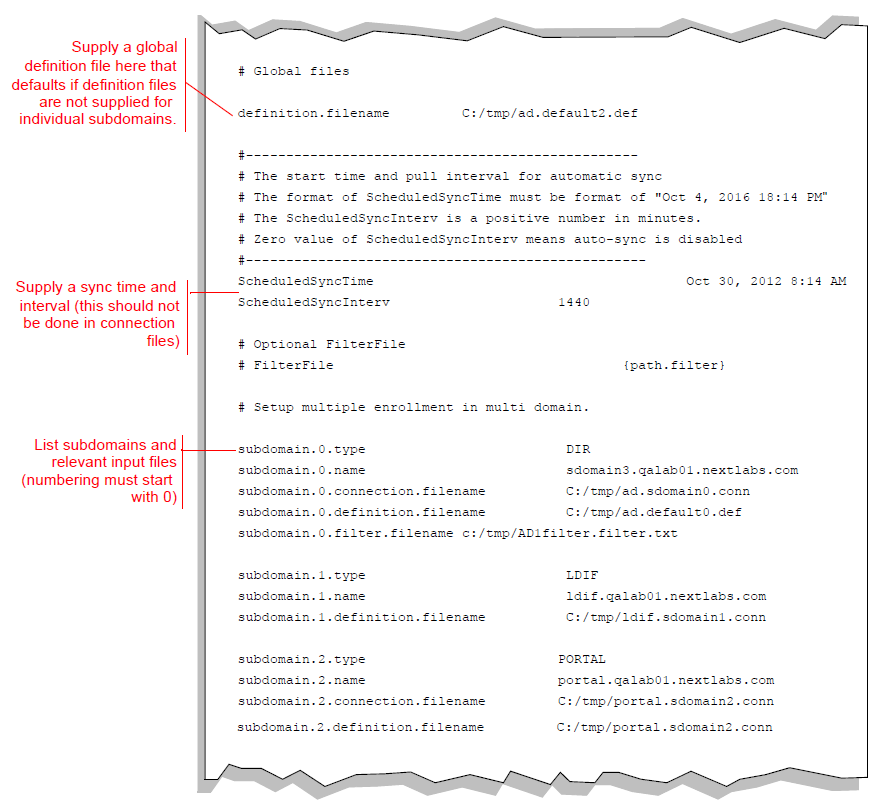 Supply a global
definition file here that
defaults if definition files
are not supplied for
individual subdomains.
# Global files
definition.filename C:/tmp/ad.default2.def
#------------------------------------------------
# The start time and pull interval for automatic sync
# The format of ScheduledSyncTime must be format of "Oct 4, 2016 18:14 PM"
# The ScheduledSyncInterv is a positive number in minutes.
# Zero value of ScheduledSyncInterv means auto-sync is disabled
#-------------------------------------------------
Supply a sync time and
interval (this should not
be done in connection
files)
ScheduledSyncTime Oct 30, 2012 8:14 AM
ScheduledSyncInterv 1440
# Optional FilterFile
# FilterFile {path.filter}
# Setup multiple enrollment in multi domain.
List subdomains and
relevant input files
(numbering must start
with 0)
subdomain.0.type DIR
subdomain.0.name sdomain3.qalab01.nextlabs.com
subdomain.0.connection.filename C:/tmp/ad.sdomain0.conn
subdomain.0.definition.filename C:/tmp/ad.default0.def
subdomain.0.filter.filename c:/tmp/AD1filter.filter.txt
subdomain.1.type LDIF
subdomain.1.name ldif.qalab01.nextlabs.com
subdomain.1.definition.filename C:/tmp/ldif.sdomain1.conn
subdomain.2.type PORTAL
subdomain.2.name portal.qalab01.nextlabs.com
subdomain.2.connection.filename C:/tmp/portal.sdomain2.conn
subdomain.2.definition.filename C:/tmp/portal.sdomain2.conn